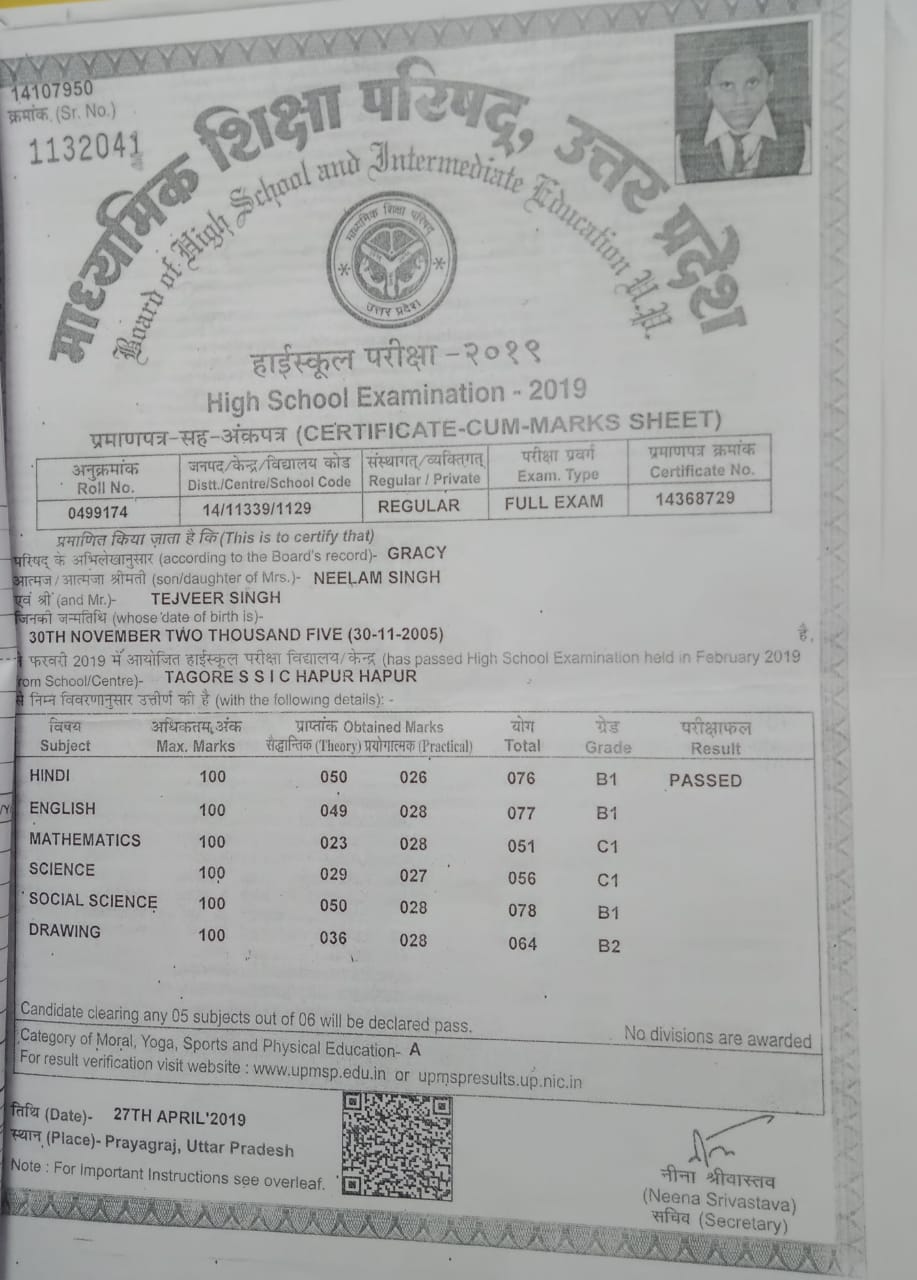 14107950
क्रमांक (Sr. No.)
1132041
माध्यमिक शिक्षा परिषद्, उत्तर प्रदेश
Board of High School and Intermediate Education U.P.
माध्यमिक शिक्षा परिषद्
उत्तर प्रदेश
हाईस्कूल परीक्षा -२०१९
High School Examination - 2019
प्रमाणपत्र-सह-अंकपत्र (CERTIFICATE-CUM-MARKS SHEET)
अनुक्रमांक जनपद/केन्द्र/विद्यालय कोड संस्थागत्/व्यक्तिगत् परीक्षा प्रवर्ग प्रमाणपत्र क्रमांक
Roll No. Distt./Centre/School Code Regular / Private Exam. Type Certificate No.
0499174 14/11339/1129 REGULAR FULL EXAM 14368729
प्रमाणित किया जाता है कि (This is to certify that)
परिषद् के अभिलेखानुसार (according to the Board's record)- GRACY
आत्मज/आत्मजा श्रीमती (son/daughter of Mrs.)- NEELAM SINGH
एवं श्री (and Mr.)- TEJVEER SINGH
जिनकी जन्मतिथि (whose date of birth is)-
30TH NOVEMBER TWO THOUSAND FIVE (30-11-2005) है,
ने फरवरी 2019 में आयोजित हाईस्कूल परीक्षा विद्यालय/केन्द्र (has passed High School Examination held in February 2019
from School/Centre)- TAGORE S S I C HAPUR HAPUR
से निम्न विवरणानुसार उत्तीर्ण की है (with the following details): -
विषय अधिकतम् अंक प्राप्तांक Obtained Marks योग ग्रेड परीक्षाफल
Subject Max. Marks सैद्धान्तिक (Theory) प्रयोगात्मक (Practical) Total Grade Result
HINDI 100 050 026 076 B1 PASSED
ENGLISH 100 049 028 077 B1
MATHEMATICS 100 023 028 051 C1
SCIENCE 100 029 027 056 C1
SOCIAL SCIENCE 100 050 028 078 B1
DRAWING 100 036 028 064 B2
Candidate clearing any 05 subjects out of 06 will be declared pass. No divisions are awarded
Category of Moral, Yoga, Sports and Physical Education- A
For result verification visit website : www.upmsp.edu.in or upmspresults.up.nic.in
तिथि (Date)- 27TH APRIL'2019
स्थान (Place)- Prayagraj, Uttar Pradesh
Note : For Important Instructions see overleaf.
नीना श्रीवास्तव
(Neena Srivastava)
सचिव (Secretary)